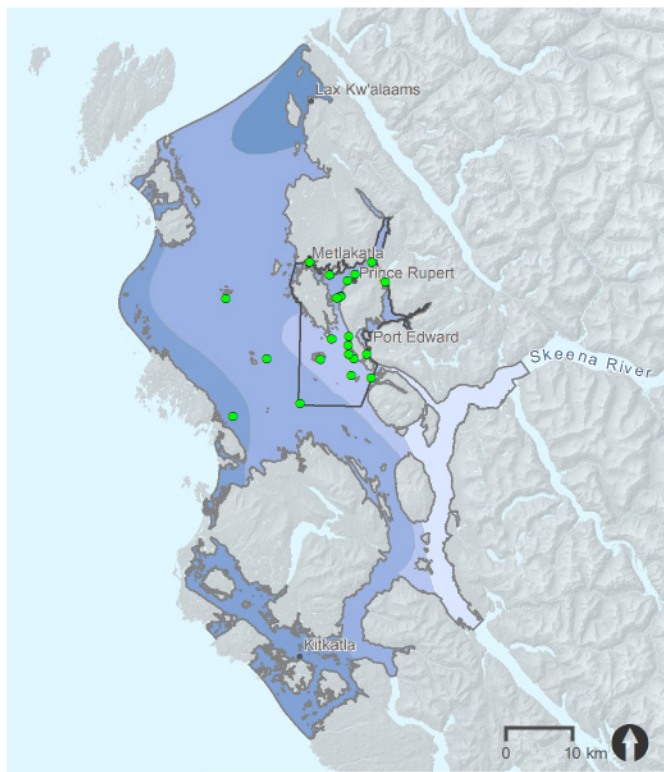 Lax Kw'alaams
Metlakatla
Prince Rupert
Port Edward
Skeena River
Kitkatla
0 10 km